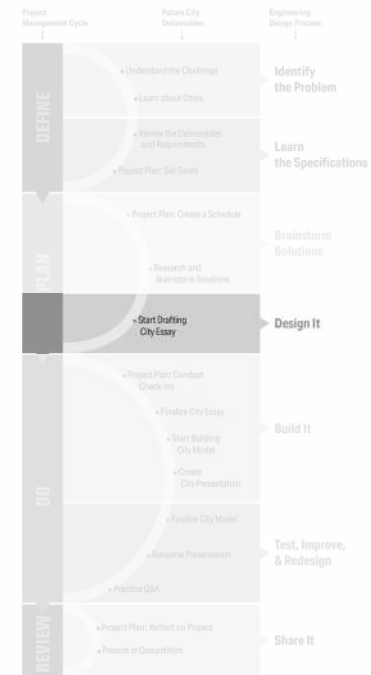 Project
Management Cycle
Future City
Deliverables
Engineering
Design Process
DEFINE
• Understand the Challenge
• Learn about Cities
Identify
the Problem
• Review the Deliverables
and Requirements
• Project Plan: Set Goals
Learn
the Specifications
PLAN
• Project Plan: Create a Schedule
• Research and
Brainstorm Solutions
Brainstorm
Solutions
• Start Drafting
City Essay
Design It
DO
• Project Plan: Conduct
Check-ins
• Finalize City Essay
• Start Building
City Model
• Create
City Presentation
Build It
• Finalize City Model
• Rehearse Presentation
• Practice Q&A
Test, Improve,
& Redesign
REVIEW
• Project Plan: Reflect on Project
• Present at Competition
Share It